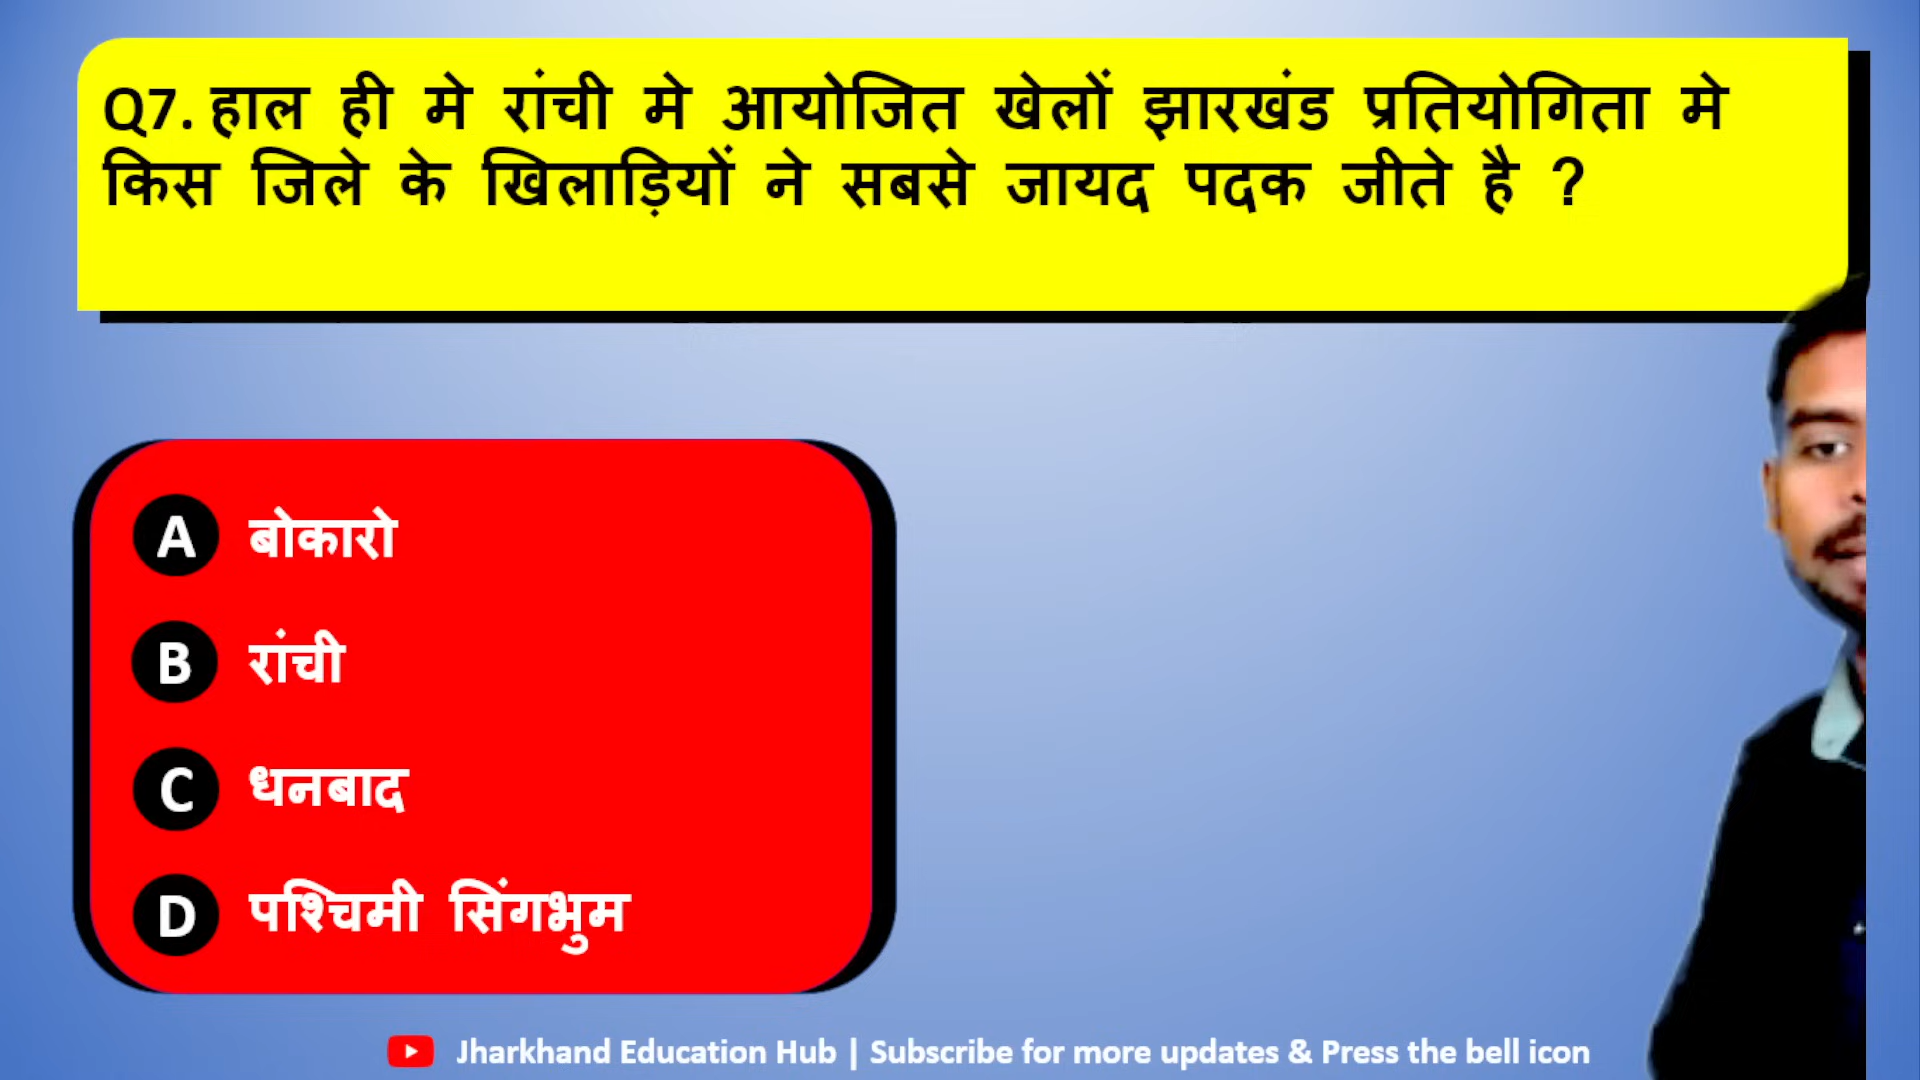 Q7. हाल ही मे रांची मे आयोजित खेलों झारखंड प्रतियोगिता मे
किस जिले के खिलाड़ियों ने सबसे जायद पदक जीते है ?
A बोकारो
B रांची
C धनबाद
D पश्चिमी सिंगभुम
Jharkhand Education Hub | Subscribe for more updates & Press the bell icon